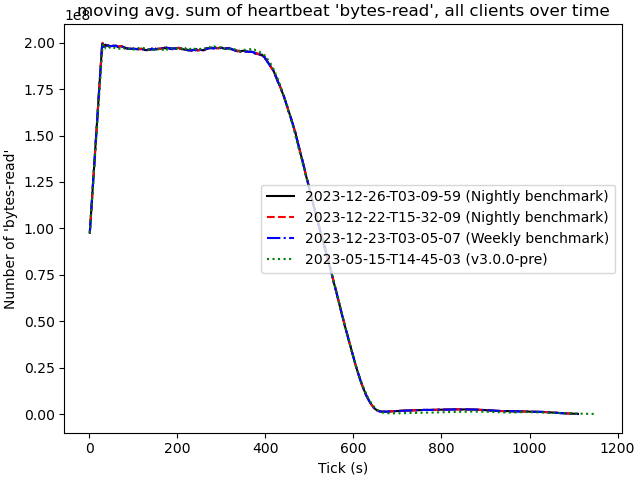 moving avg. sum of heartbeat 'bytes-read', all clients over time
1e8
2.00
1.75
1.50
1.25
1.00
0.75
0.50
0.25
0.00
Number of 'bytes-read'
2023-12-26-T03-09-59 (Nightly benchmark)
2023-12-22-T15-32-09 (Nightly benchmark)
2023-12-23-T03-05-07 (Weekly benchmark)
2023-05-15-T14-45-03 (v3.0.0-pre)
0 200 400 600 800 1000 1200
Tick (s)